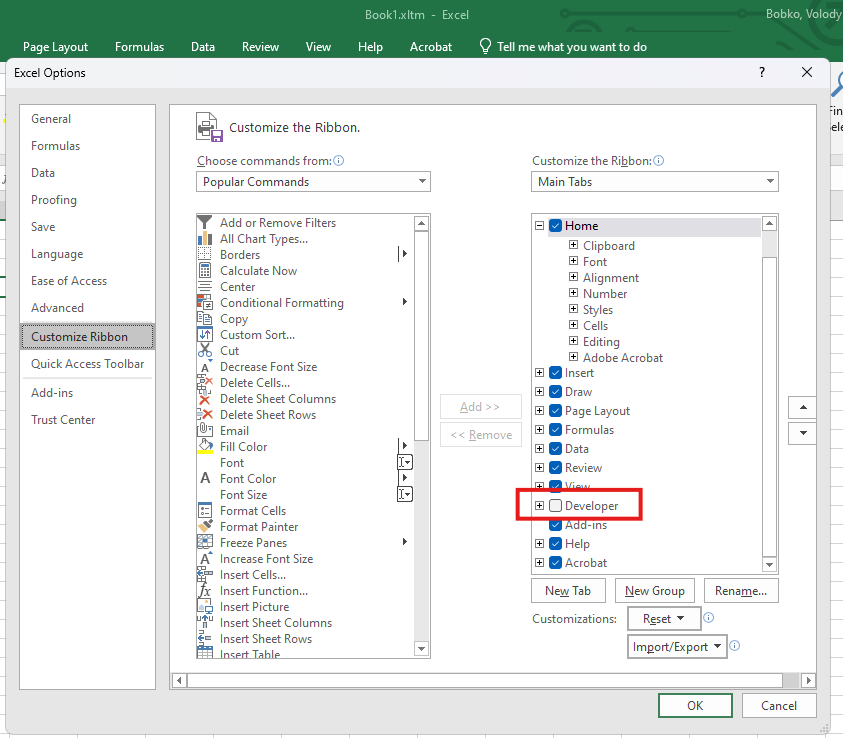 Book1.xltm - Excel
Bobko, Volody
Page Layout Formulas Data Review View Help Acrobat Tell me what you want to do
Excel Options
?
General
Formulas
Data
Proofing
Save
Language
Ease of Access
Advanced
Customize Ribbon
Quick Access Toolbar
Add-ins
Trust Center
Customize the Ribbon.
Choose commands from:
Popular Commands
Add or Remove Filters
All Chart Types...
Borders
Calculate Now
Center
Conditional Formatting
Copy
Custom Sort...
Cut
Decrease Font Size
Delete Cells...
Delete Sheet Columns
Delete Sheet Rows
Email
Fill Color
Font
Font Color
Font Size
Format Cells
Format Painter
Freeze Panes
Increase Font Size
Insert Cells...
Insert Function...
Insert Picture
Insert Sheet Columns
Insert Sheet Rows
Insert Table
Add >>
<< Remove
Customize the Ribbon:
Main Tabs
Home
Clipboard
Font
Alignment
Number
Styles
Cells
Editing
Adobe Acrobat
Insert
Draw
Page Layout
Formulas
Data
Review
View
Developer
Add-ins
Help
Acrobat
New Tab New Group Rename...
Customizations: Reset
Import/Export
OK Cancel